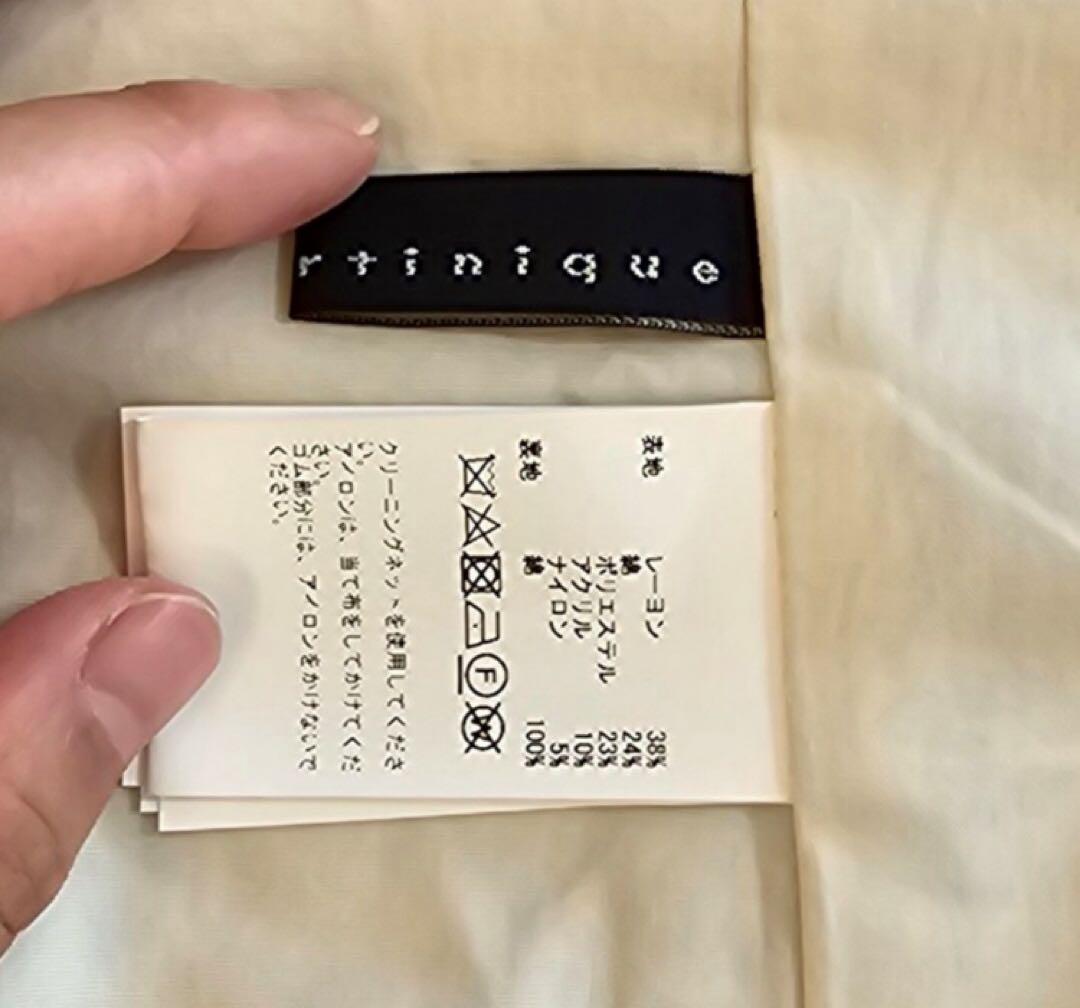 表地 レーヨン 38%
綿 24%
ポリエステル 23%
アクリル 10%
ナイロン 5%
裏地 綿 100%
F W
クリーニングネットを使用してくださ
い。
アイロンは、当て布をしてかけてくだ
さい。
ゴム部分には、アイロンをかけないで
ください。